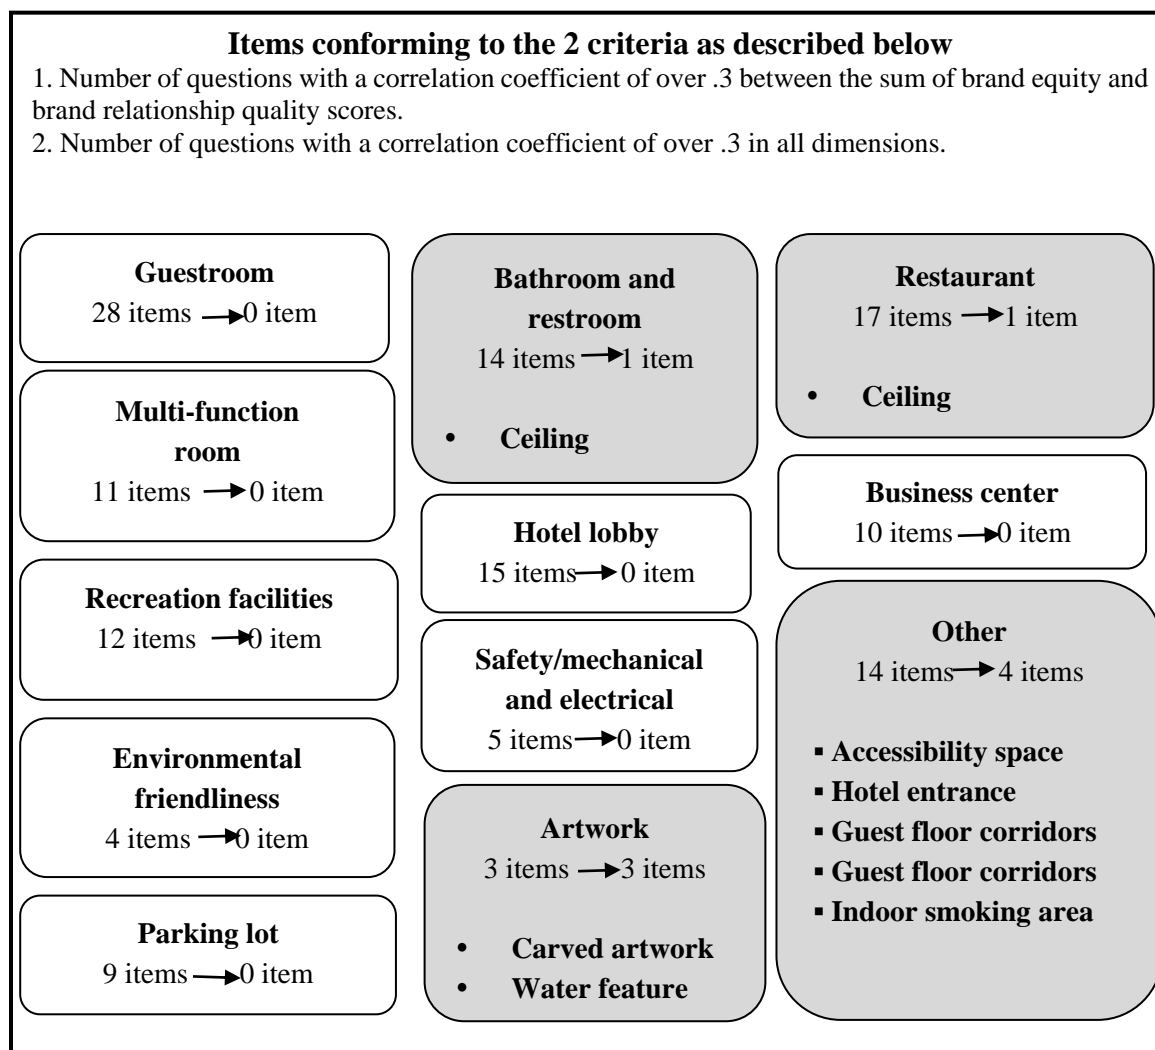 Items conforming to the 2 criteria as described below
1. Number of questions with a correlation coefficient of over .3 between the sum of brand equity and
brand relationship quality scores.
2. Number of questions with a correlation coefficient of over .3 in all dimensions.
Guestroom
28 items → 0 item
Multi-function
room
11 items → 0 item
Recreation facilities
12 items → 0 item
Environmental
friendliness
4 items → 0 item
Parking lot
9 items → 0 item
Bathroom and
restroom
14 items → 1 item
• Ceiling
Hotel lobby
15 items → 0 item
Safety/mechanical
and electrical
5 items → 0 item
Artwork
3 items → 3 items
• Carved artwork
• Water feature
Restaurant
17 items → 1 item
• Ceiling
Business center
10 items → 0 item
Other
14 items → 4 items
▪ Accessibility space
▪ Hotel entrance
▪ Guest floor corridors
▪ Guest floor corridors
▪ Indoor smoking area